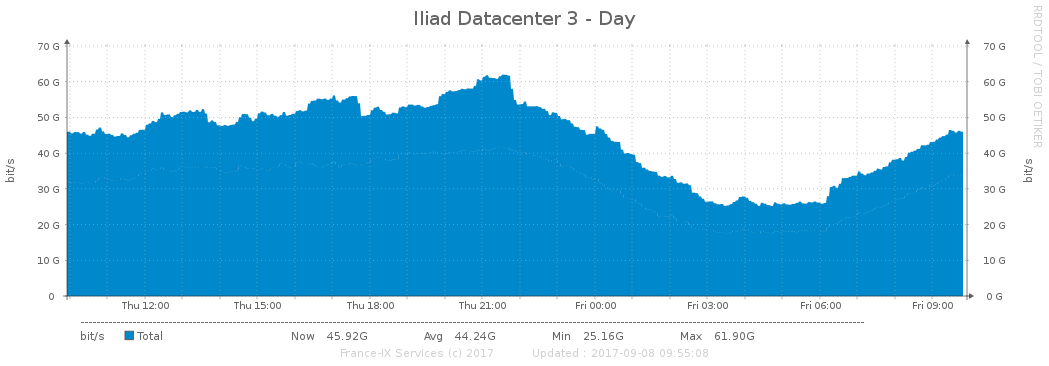 Iliad Datacenter 3 - Day
RRDTOOL / TOBI OETIKER
70 G 70 G
60 G 60 G
50 G 50 G
40 G 40 G
30 G 30 G
20 G 20 G
10 G 10 G
0 0 G
bit/s bit/s
Thu 12:00 Thu 15:00 Thu 18:00 Thu 21:00 Fri 00:00 Fri 03:00 Fri 06:00 Fri 09:00
bit/s Total Now 45.92G Avg 44.24G Min 25.16G Max 61.90G
France-IX Services (c) 2017 Updated : 2017-09-08 09:55:08